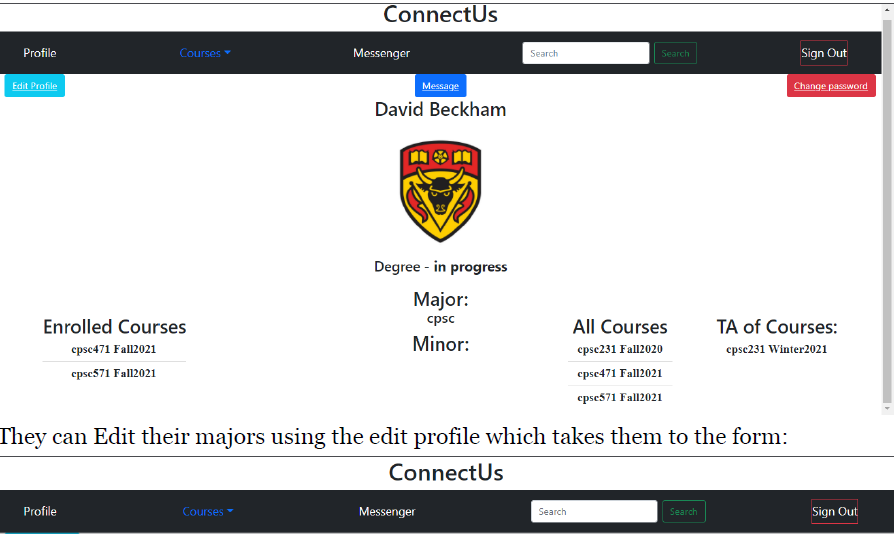 ConnectUs
Profile Courses Messenger Search Search Sign Out
Edit Profile Message Change password
David Beckham
Degree - in progress
Major:
cpsc
Minor:
Enrolled Courses
cpsc471 Fall2021
cpsc571 Fall2021
All Courses
cpsc231 Fall2020
cpsc471 Fall2021
cpsc571 Fall2021
TA of Courses:
cpsc231 Winter2021
They can Edit their majors using the edit profile which takes them to the form:
ConnectUs
Profile Courses Messenger Search Search Sign Out